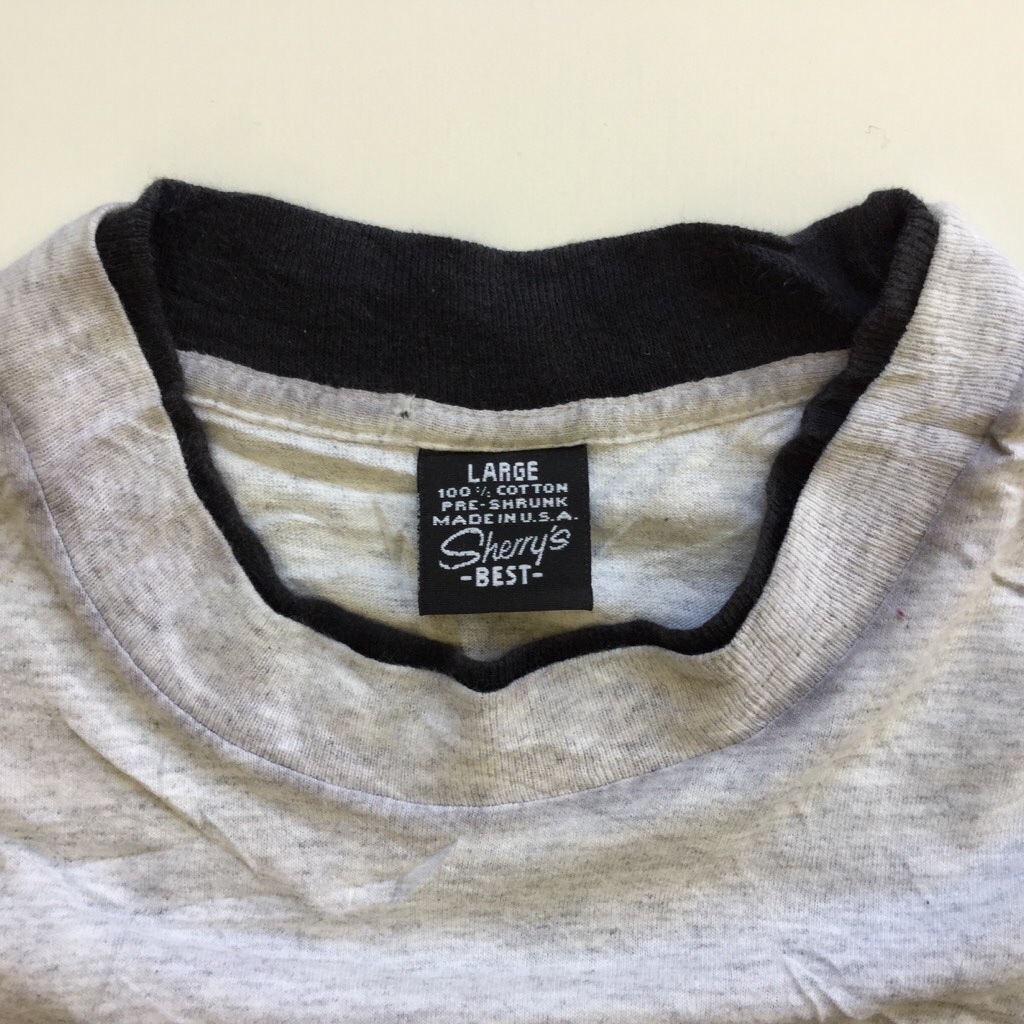 LARGE
100% COTTON
PRE-SHRUNK
MADE IN U.S.A.
Sherry's
-BEST-